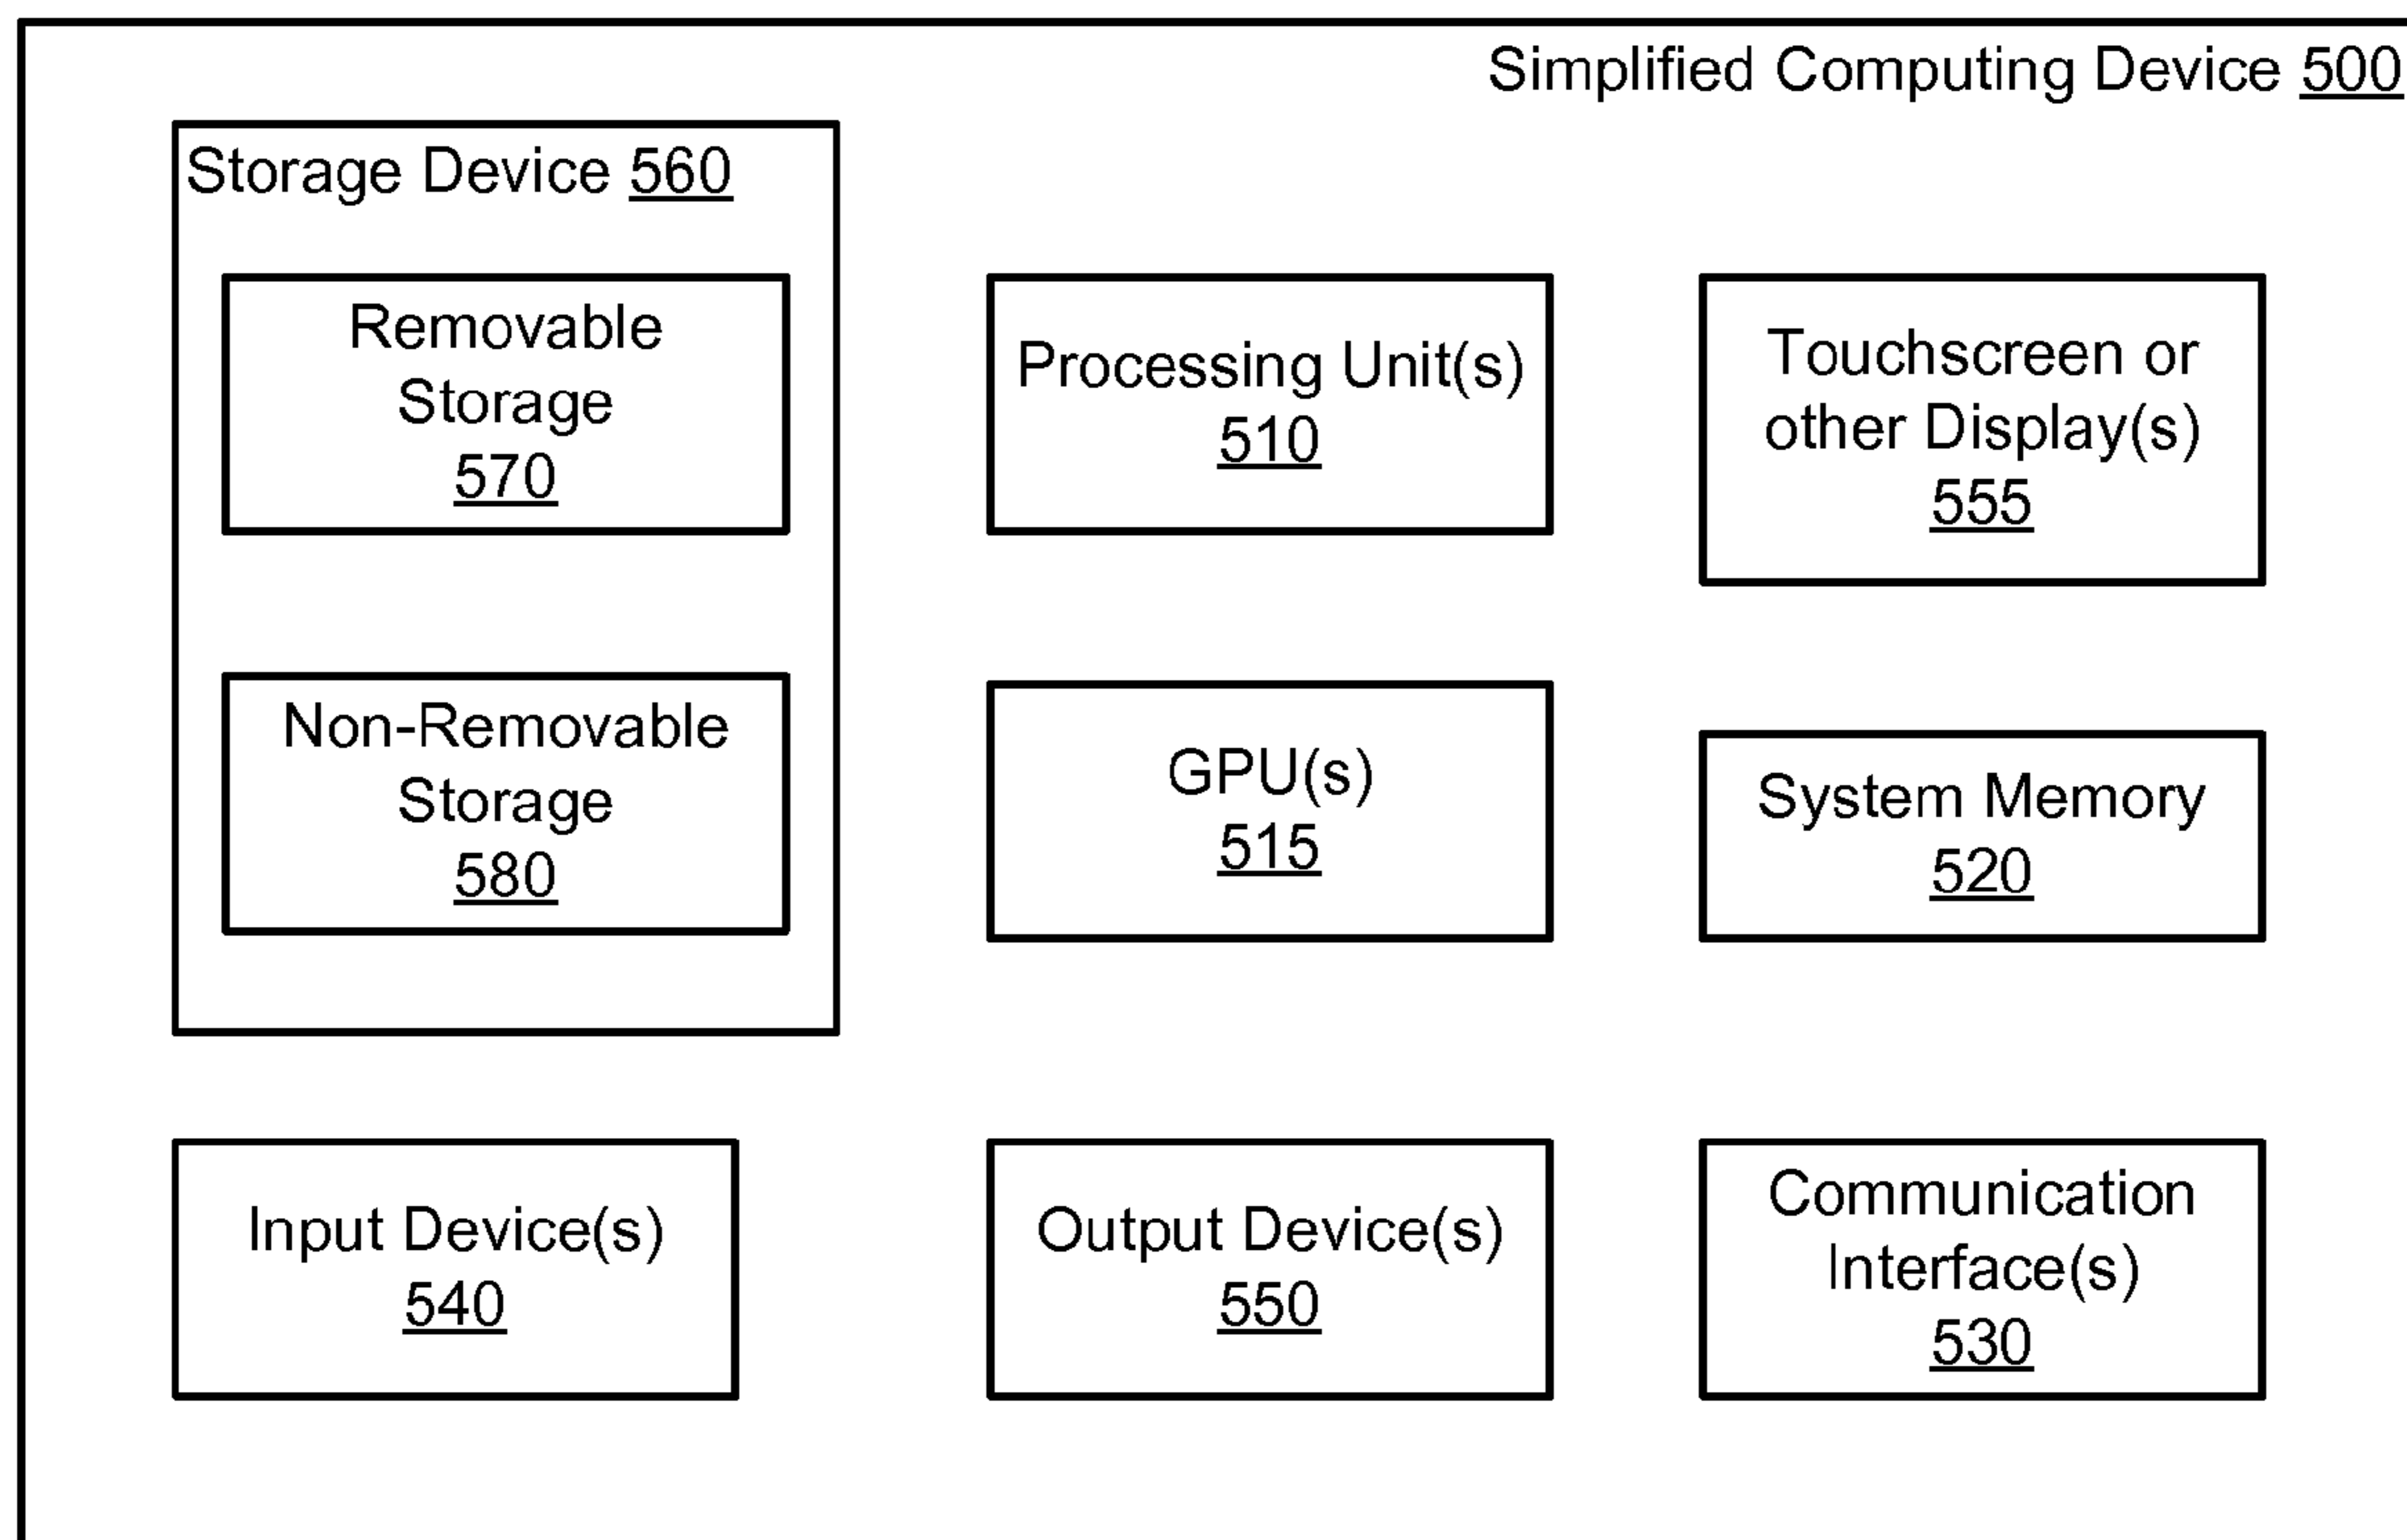 Simplified Computing Device 500
Storage Device 560
Removable
Storage
570
Processing Unit(s)
510
Touchscreen or
other Display(s)
555
Non-Removable
Storage
580
GPU(s)
515
System Memory
520
Input Device(s)
540
Output Device(s)
550
Communication
Interface(s)
530